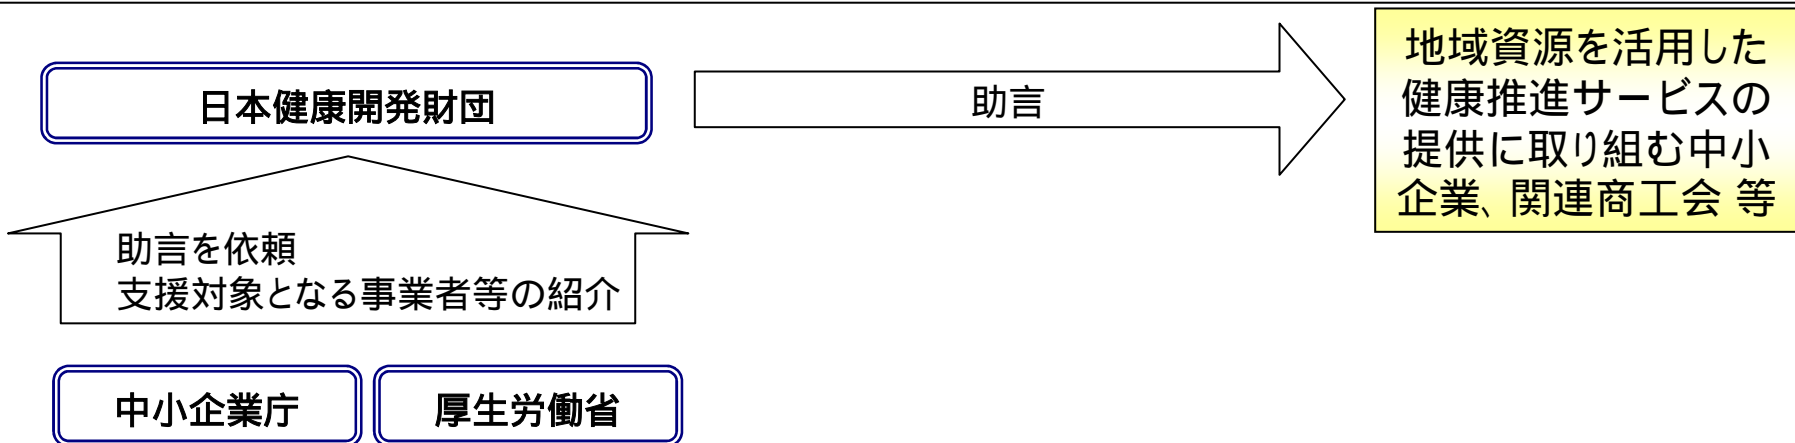 日本健康開発財団
助言
地域資源を活用した
健康推進サービスの
提供に取り組む中小
企業、関連商工会 等
助言を依頼
支援対象となる事業者等の紹介
中小企業庁
厚生労働省